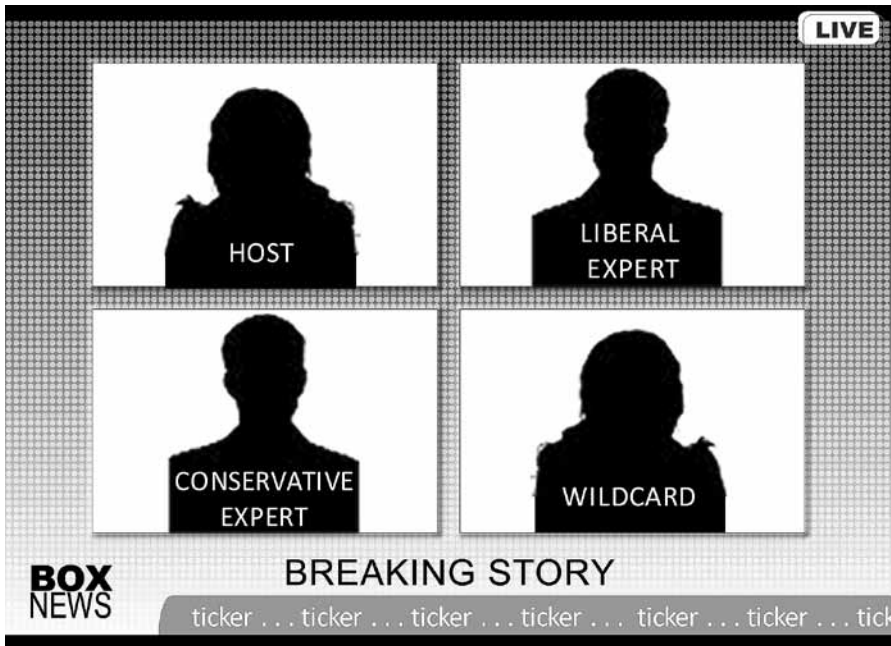 LIVE
HOST
LIBERAL
EXPERT
CONSERVATIVE
EXPERT
WILDCARD
BREAKING STORY
BOX
NEWS
ticker . . . ticker . . . ticker . . . ticker . . . ticker . . . ticker . . . tick